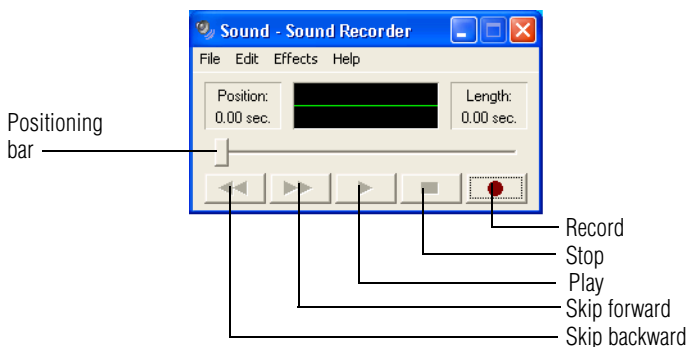 Sound - Sound Recorder
File Edit Effects Help
Position:
0.00 sec.
Length:
0.00 sec.
Positioning
bar
Record
Stop
Play
Skip forward
Skip backward